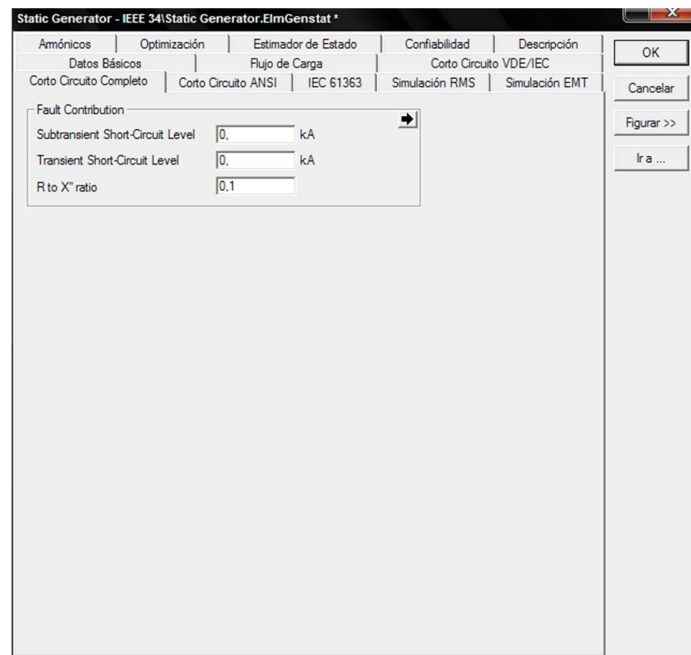 Static Generator - IEEE 34\Static Generator.ElmGenstat *
Armónicos Optimización Estimador de Estado Confiabilidad Descripción
Datos Básicos Flujo de Carga Corto Circuito VDE/IEC
Corto Circuito Completo Corto Circuito ANSI IEC 61363 Simulación RMS Simulación EMT
OK
Cancelar
Figurar >>
Ir a ...
Fault Contribution
Subtransient Short-Circuit Level 0, kA
Transient Short-Circuit Level 0, kA
R to X" ratio 0,1